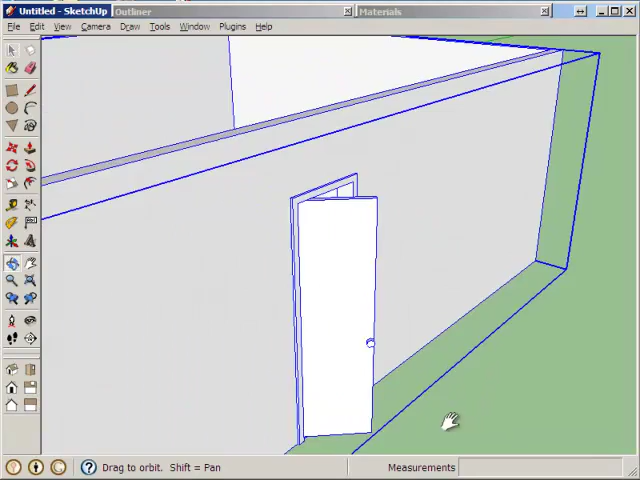 Untitled - SketchUp
Outliner
Materials
File Edit View Camera Draw Tools Window Plugins Help
Drag to orbit. Shift = Pan
Measurements